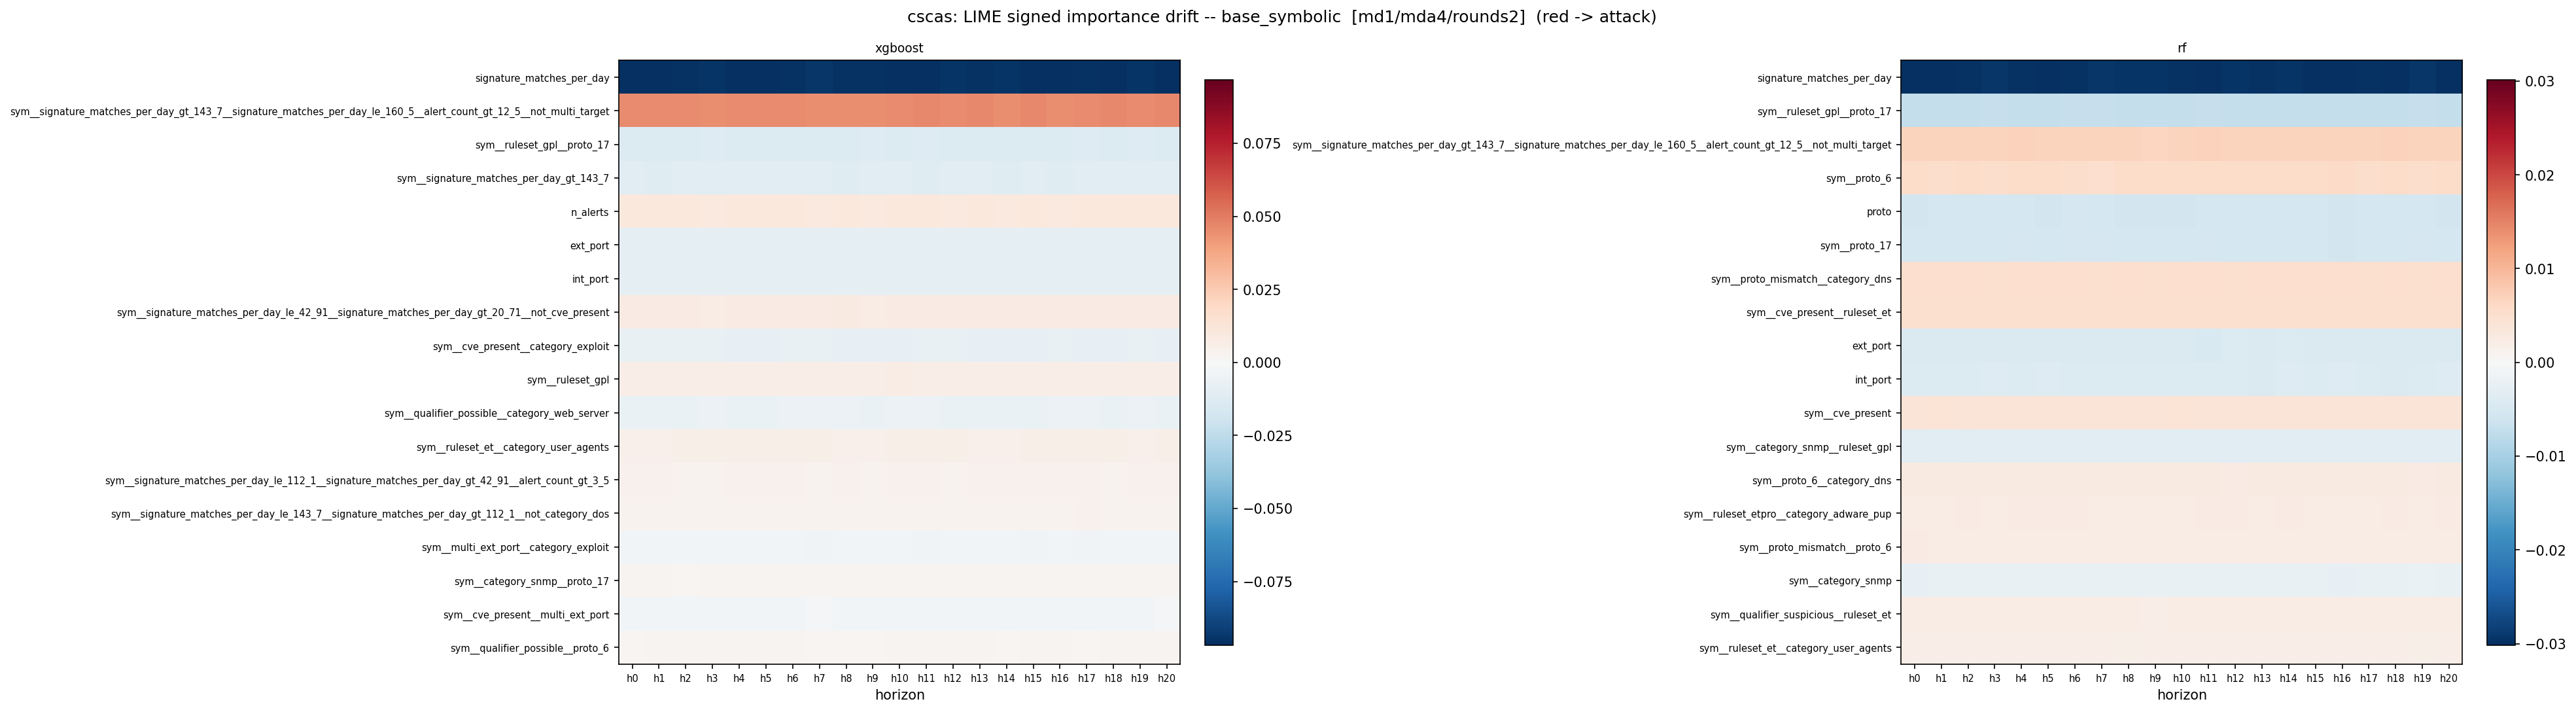 cscas: LIME signed importance drift -- base_symbolic  [md1/mda4/rounds2]  (red -> attack)
xgboost
signature_matches_per_day
sym__signature_matches_per_day_gt_143_7__signature_matches_per_day_le_160_5__alert_count_gt_12_5__not_multi_target
sym__ruleset_gpl__proto_17
sym__signature_matches_per_day_gt_143_7
n_alerts
ext_port
int_port
sym__signature_matches_per_day_le_42_91__signature_matches_per_day_gt_20_71__not_cve_present
sym__cve_present__category_exploit
sym__ruleset_gpl
sym__qualifier_possible__category_web_server
sym__ruleset_et__category_user_agents
sym__signature_matches_per_day_le_112_1__signature_matches_per_day_gt_42_91__alert_count_gt_3_5
sym__signature_matches_per_day_le_143_7__signature_matches_per_day_gt_112_1__not_category_dos
sym__multi_ext_port__category_exploit
sym__category_snmp__proto_17
sym__cve_present__multi_ext_port
sym__qualifier_possible__proto_6
h0 h1 h2 h3 h4 h5 h6 h7 h8 h9 h10 h11 h12 h13 h14 h15 h16 h17 h18 h19 h20
horizon
0.075
0.050
0.025
0.000
−0.025
−0.050
−0.075
rf
signature_matches_per_day
sym__ruleset_gpl__proto_17
sym__signature_matches_per_day_gt_143_7__signature_matches_per_day_le_160_5__alert_count_gt_12_5__not_multi_target
sym__proto_6
proto
sym__proto_17
sym__proto_mismatch__category_dns
sym__cve_present__ruleset_et
ext_port
int_port
sym__cve_present
sym__category_snmp__ruleset_gpl
sym__proto_6__category_dns
sym__ruleset_etpro__category_adware_pup
sym__proto_mismatch__proto_6
sym__category_snmp
sym__qualifier_suspicious__ruleset_et
sym__ruleset_et__category_user_agents
h0 h1 h2 h3 h4 h5 h6 h7 h8 h9 h10 h11 h12 h13 h14 h15 h16 h17 h18 h19 h20
horizon
0.03
0.02
0.01
0.00
−0.01
−0.02
−0.03